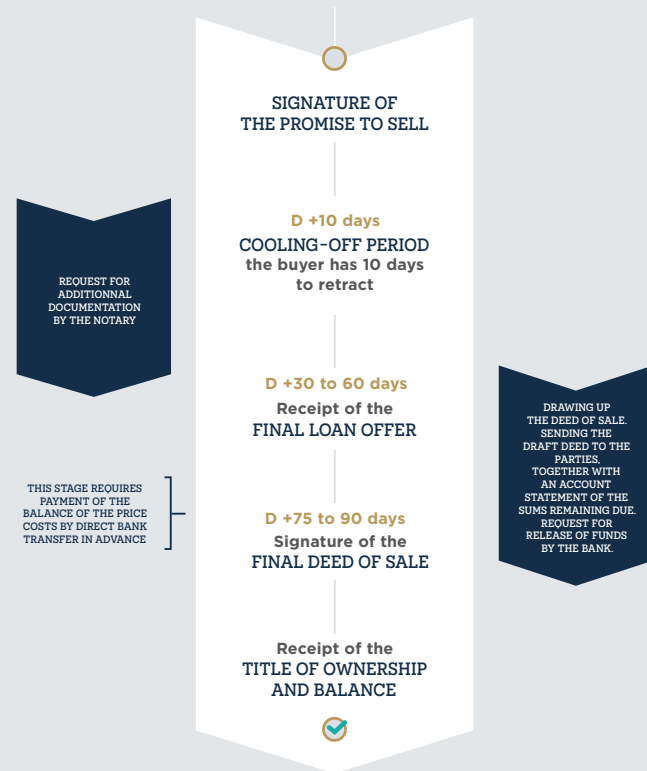 SIGNATURE OF
THE PROMISE TO SELL
D +10 days
COOLING-OFF PERIOD
the buyer has 10 days
to retract
REQUEST FOR
ADDITIONNAL
DOCUMENTATION
BY THE NOTARY
D +30 to 60 days
Receipt of the
FINAL LOAN OFFER
DRAWING UP
THE DEED OF SALE.
SENDING THE
DRAFT DEED TO THE
PARTIES,
TOGETHER WITH
AN ACCOUNT
STATEMENT OF THE
SUMS REMAINING DUE.
REQUEST FOR
RELEASE OF FUNDS
BY THE BANK.
THIS STAGE REQUIRES
PAYMENT OF THE
BALANCE OF THE PRICE
COSTS BY DIRECT BANK
TRANSFER IN ADVANCE
D +75 to 90 days
Signature of the
FINAL DEED OF SALE
Receipt of the
TITLE OF OWNERSHIP
AND BALANCE